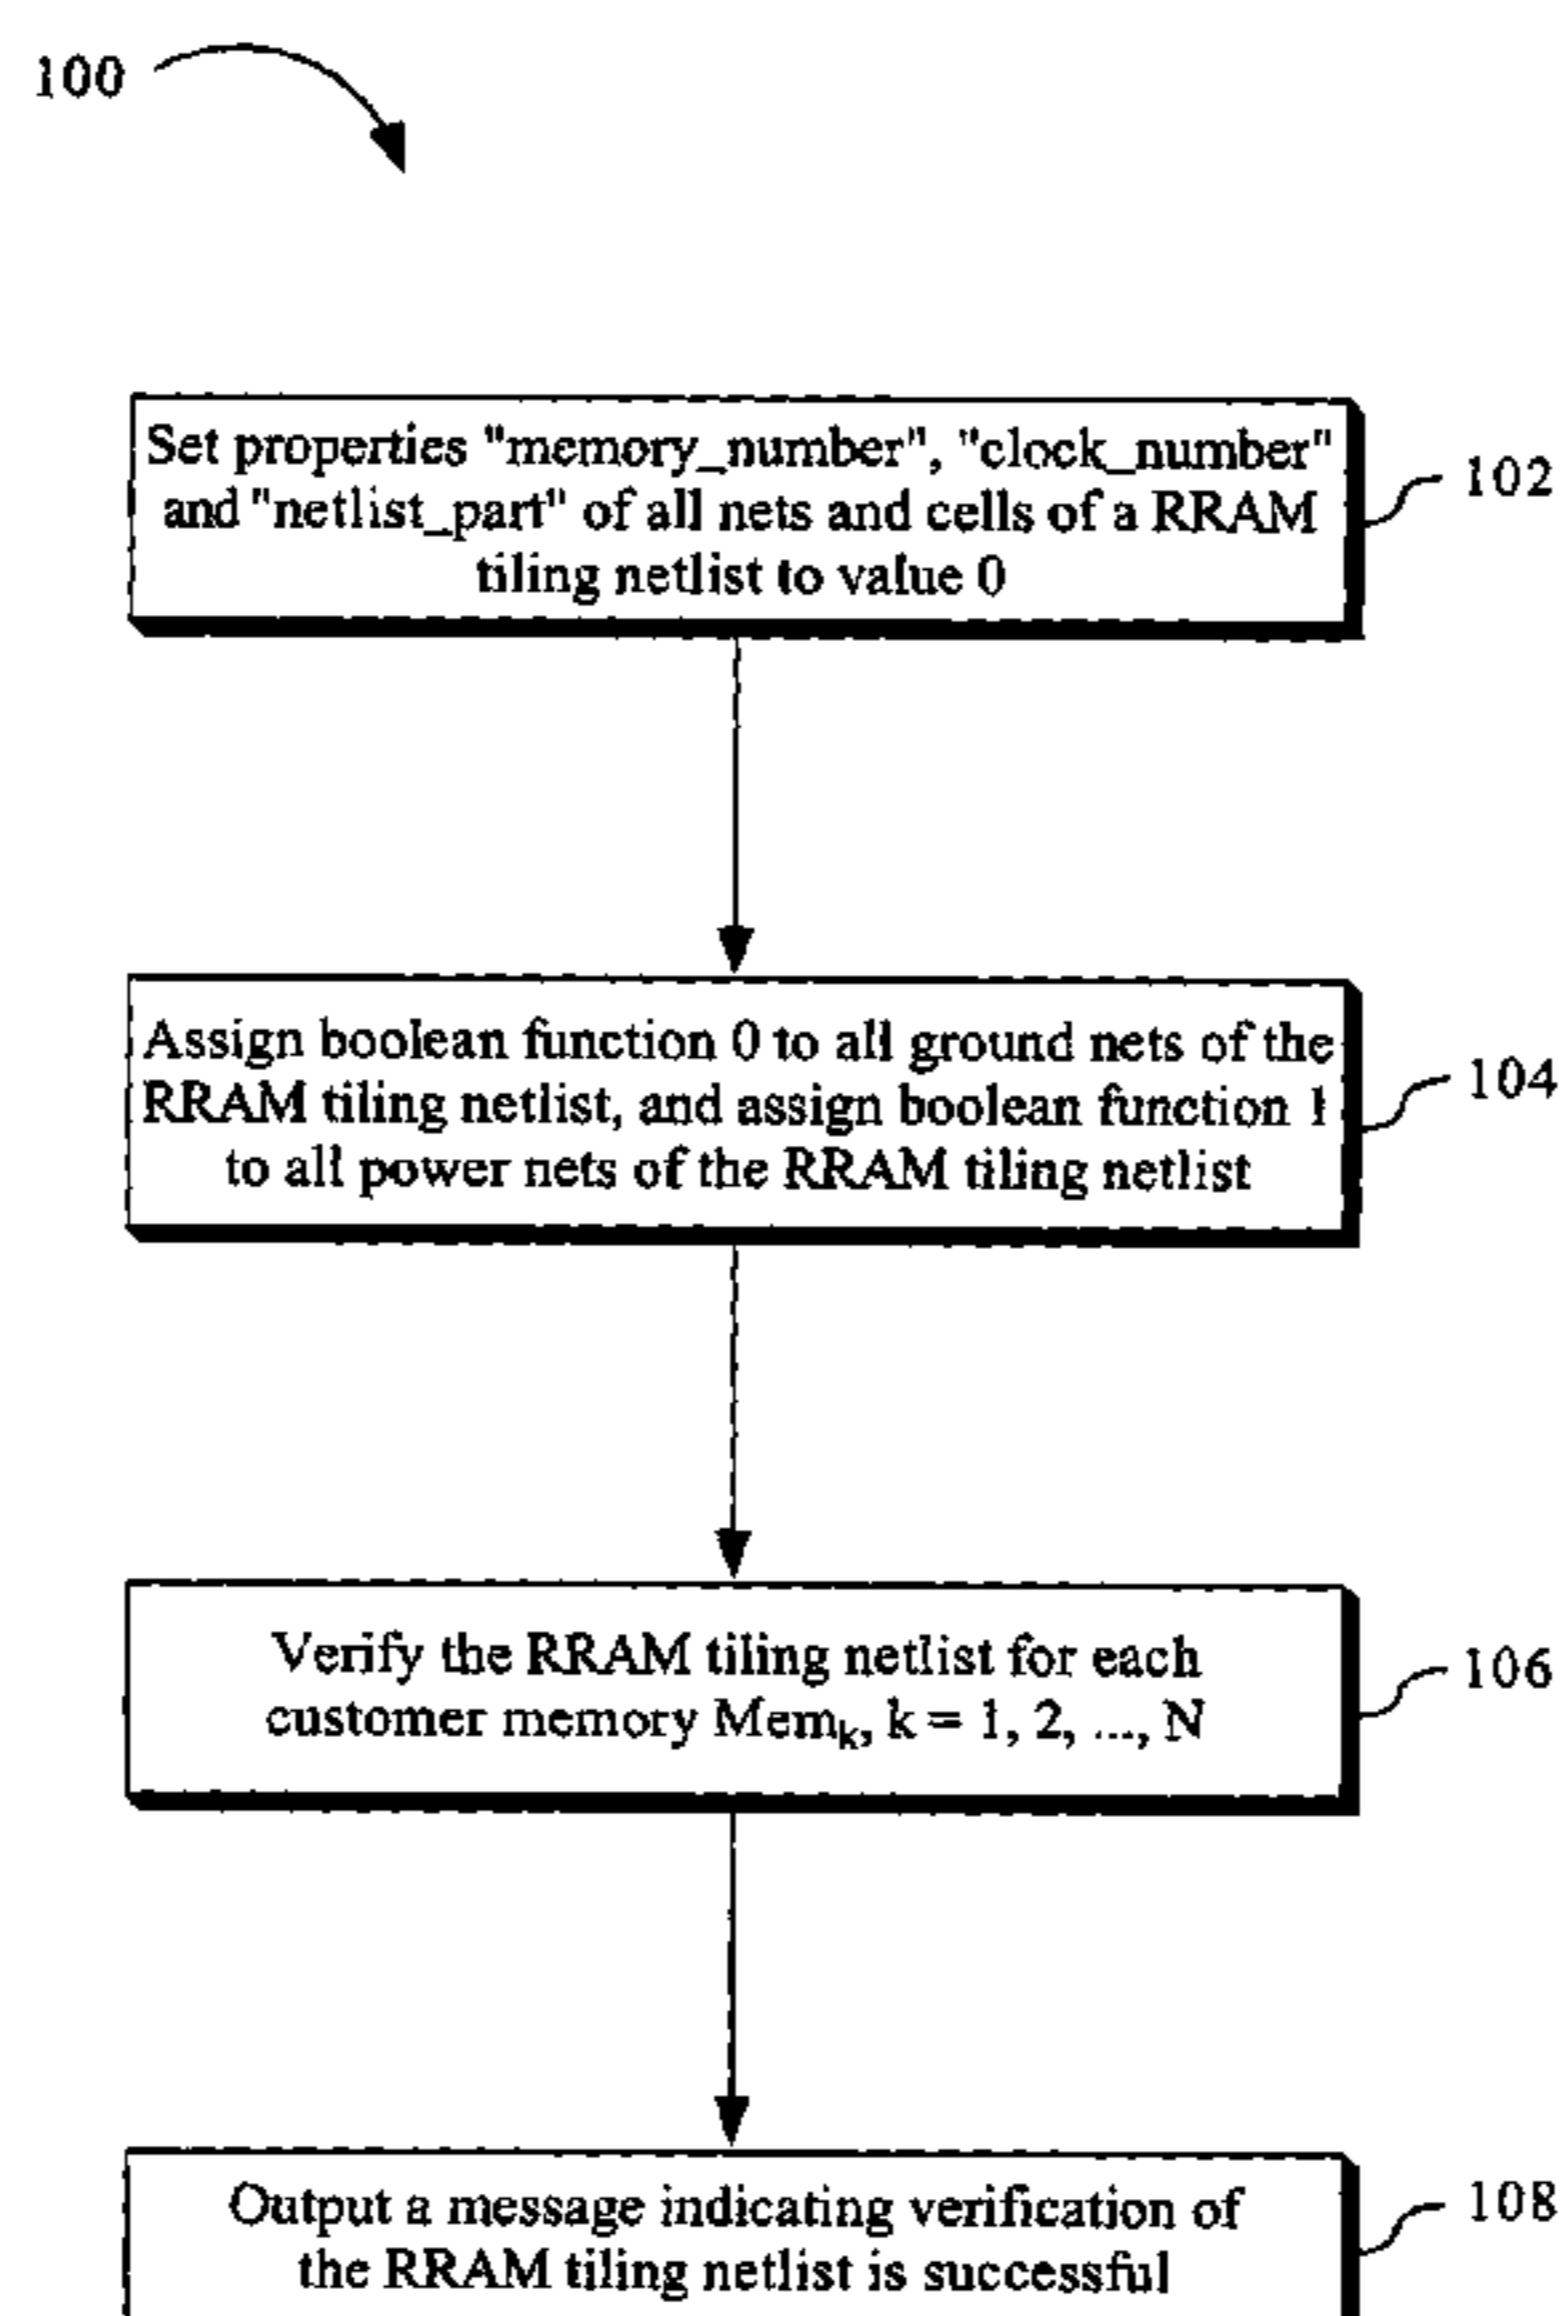 100
Set properties "memory_number", "clock_number"
and "netlist_part" of all nets and cells of a RRAM
tiling netlist to value 0
102
Assign boolean function 0 to all ground nets of the
RRAM tiling netlist, and assign boolean function 1
to all power nets of the RRAM tiling netlist
104
Verify the RRAM tiling netlist for each
customer memory Memₖ, k = 1, 2, ..., N
106
Output a message indicating verification of
the RRAM tiling netlist is successful
108